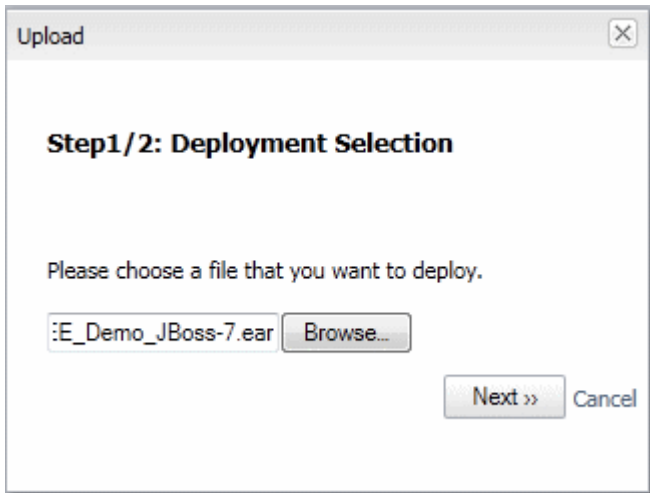 Upload
Step1/2: Deployment Selection
Please choose a file that you want to deploy.
E_Demo_JBoss-7.ear Browse...
Next ›› Cancel